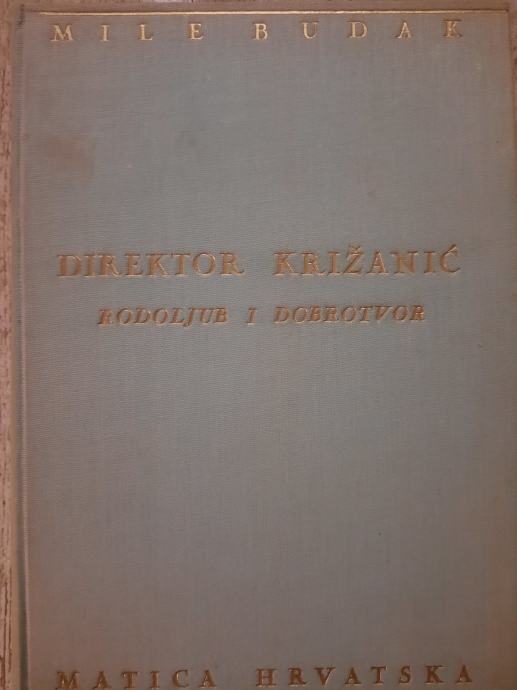 MILE BUDAK
DIREKTOR KRIŽANIĆ
RODOLJUB I DOBROTVOR
MATICA HRVATSKA